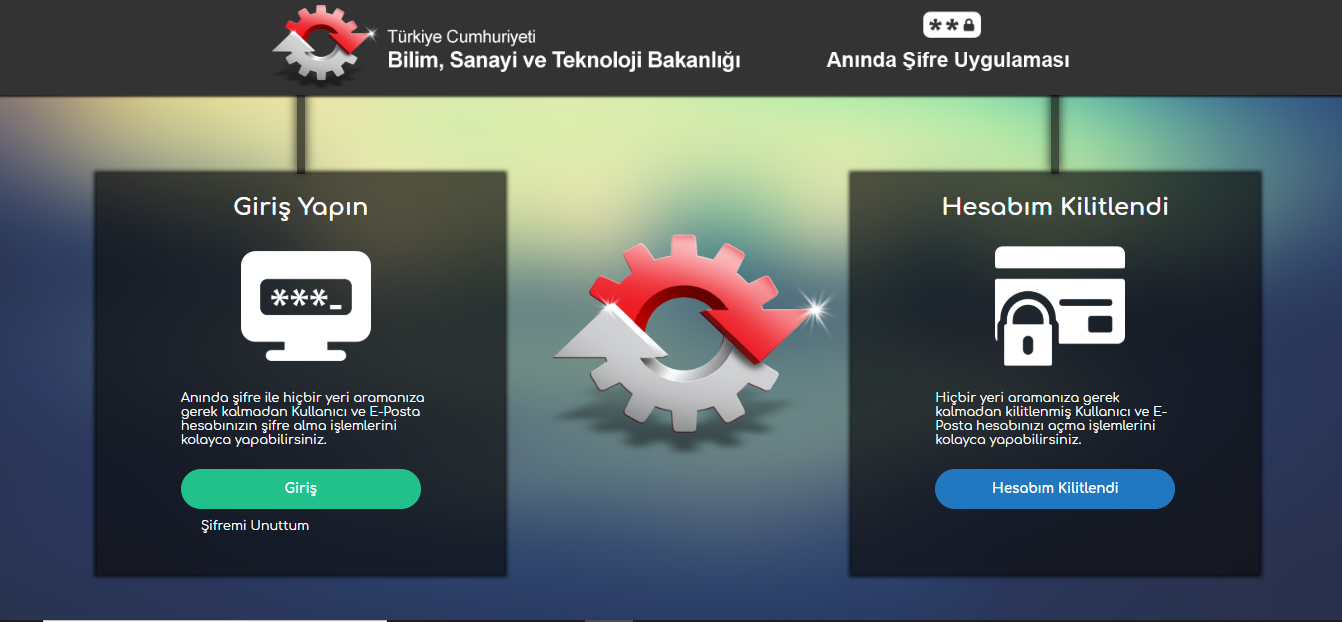 Türkiye Cumhuriyeti
Bilim, Sanayi ve Teknoloji Bakanlığı
**
Anında Şifre Uygulaması
Giriş Yapın
***_
Anında şifre ile hiçbir yeri aramanıza
gerek kalmadan Kullanıcı ve E-Posta
hesabınızın şifre alma işlemlerini
kolayca yapabilirsiniz.
Giriş
Şifremi Unuttum
Hesabım Kilitlendi
Hiçbir yeri aramanıza gerek
kalmadan kilitlenmiş Kullanıcı ve E-
Posta hesabınızı açma işlemlerini
kolayca yapabilirsiniz.
Hesabım Kilitlendi